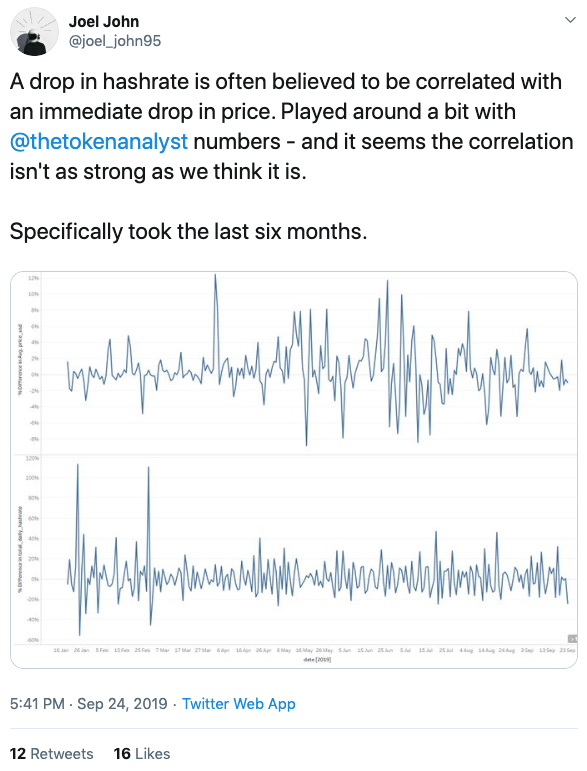 Joel John
@joel_john95
A drop in hashrate is often believed to be correlated with
an immediate drop in price. Played around a bit with
@thetokenanalyst numbers - and it seems the correlation
isn't as strong as we think it is.
Specifically took the last six months.
% Difference in Avg. price_usd
12%
10%
8%
6%
4%
2%
0%
-2%
-4%
-6%
-8%
% Difference in total_daily_hashrate
120%
100%
80%
60%
40%
20%
0%
-20%
-40%
-60%
16 Jan 26 Jan 5 Feb 15 Feb 25 Feb 7 Mar 17 Mar 27 Mar 6 Apr 16 Apr 26 Apr 6 May 16 May 26 May 5 Jun 15 Jun 25 Jun 5 Jul 15 Jul 25 Jul 4 Aug 14 Aug 24 Aug 3 Sep 13 Sep 23 Sep
date [2019]
5:41 PM · Sep 24, 2019 · Twitter Web App
12 Retweets 16 Likes